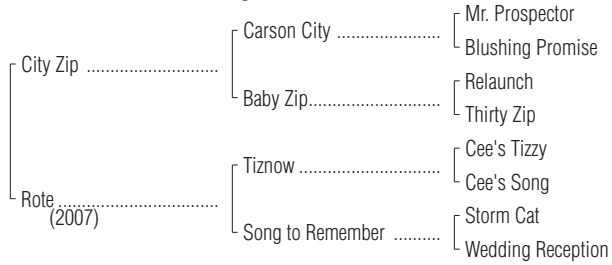 Mr. Prospector
Carson City ..................
Blushing Promise
City Zip .......................
Relaunch
Baby Zip.......................
Thirty Zip
Cee's Tizzy
Tiznow ........................
Cee's Song
Rote ............................
(2007)
Storm Cat
Song to Remember ..........
Wedding Reception